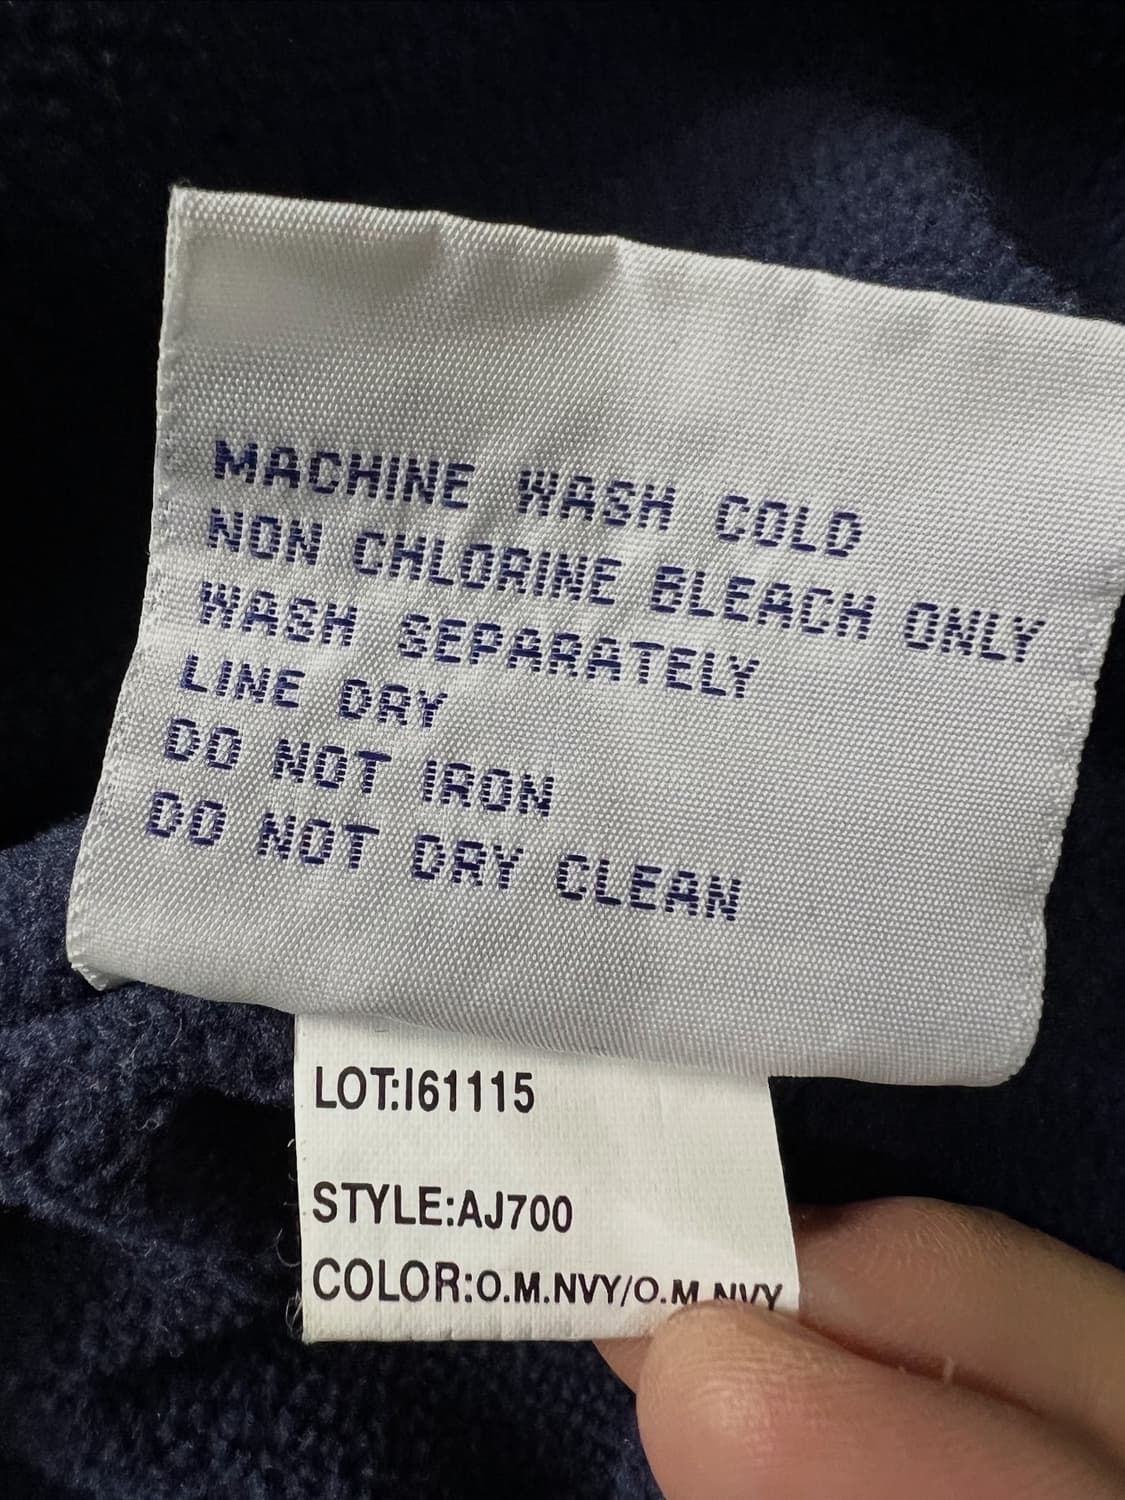 MACHINE WASH COLD
NON CHLORINE BLEACH ONLY
WASH SEPARATELY
LINE DRY
DO NOT IRON
DO NOT DRY CLEAN
LOT:I61115
STYLE:AJ700
COLOR:O.M.NVY/O.M.NVY